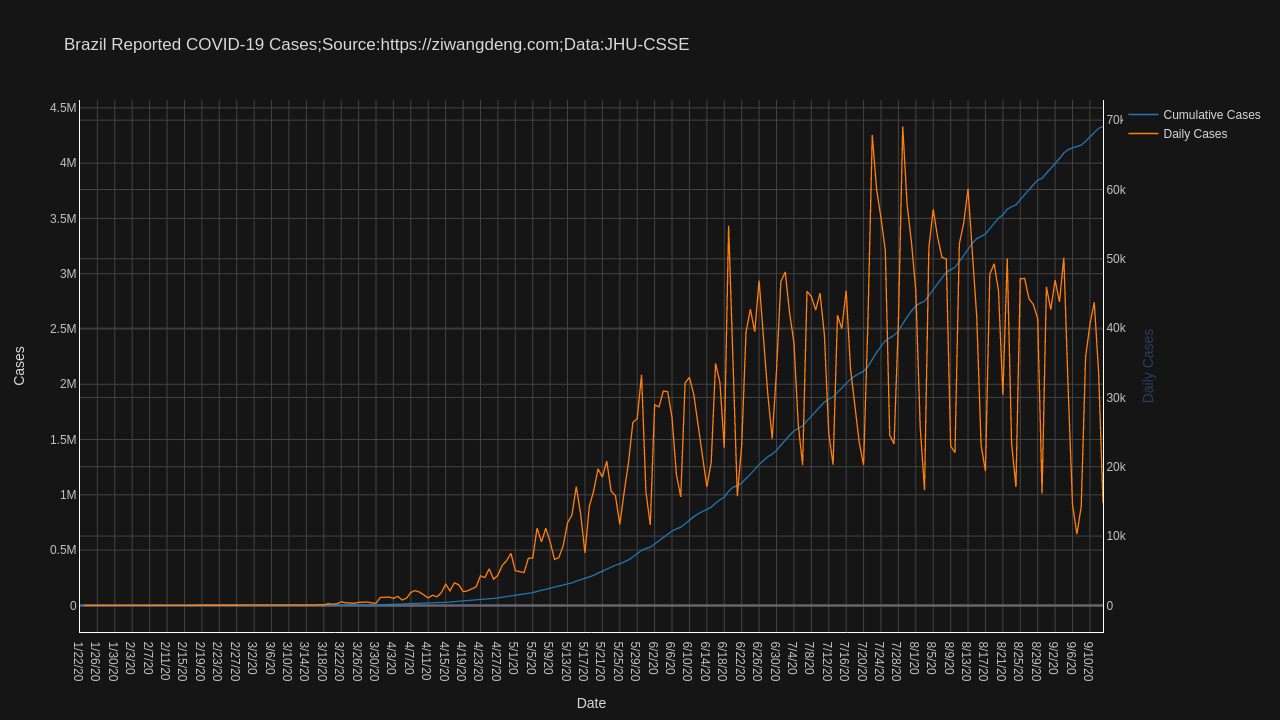 Brazil Reported COVID-19 Cases;Source:https://ziwangdeng.com;Data:JHU-CSSE
4.5M
4M
3.5M
3M
2.5M
2M
1.5M
1M
0.5M
0
Cases
70k
60k
50k
40k
30k
20k
10k
0
Daily Cases
Cumulative Cases
Daily Cases
1/22/20
1/26/20
1/30/20
2/3/20
2/7/20
2/11/20
2/15/20
2/19/20
2/23/20
2/27/20
3/2/20
3/6/20
3/10/20
3/14/20
3/18/20
3/22/20
3/26/20
3/30/20
4/3/20
4/7/20
4/11/20
4/15/20
4/19/20
4/23/20
4/27/20
5/1/20
5/5/20
5/9/20
5/13/20
5/17/20
5/21/20
5/25/20
5/29/20
6/2/20
6/6/20
6/10/20
6/14/20
6/18/20
6/22/20
6/26/20
6/30/20
7/4/20
7/8/20
7/12/20
7/16/20
7/20/20
7/24/20
7/28/20
8/1/20
8/5/20
8/9/20
8/13/20
8/17/20
8/21/20
8/25/20
8/29/20
9/2/20
9/6/20
9/10/20
Date